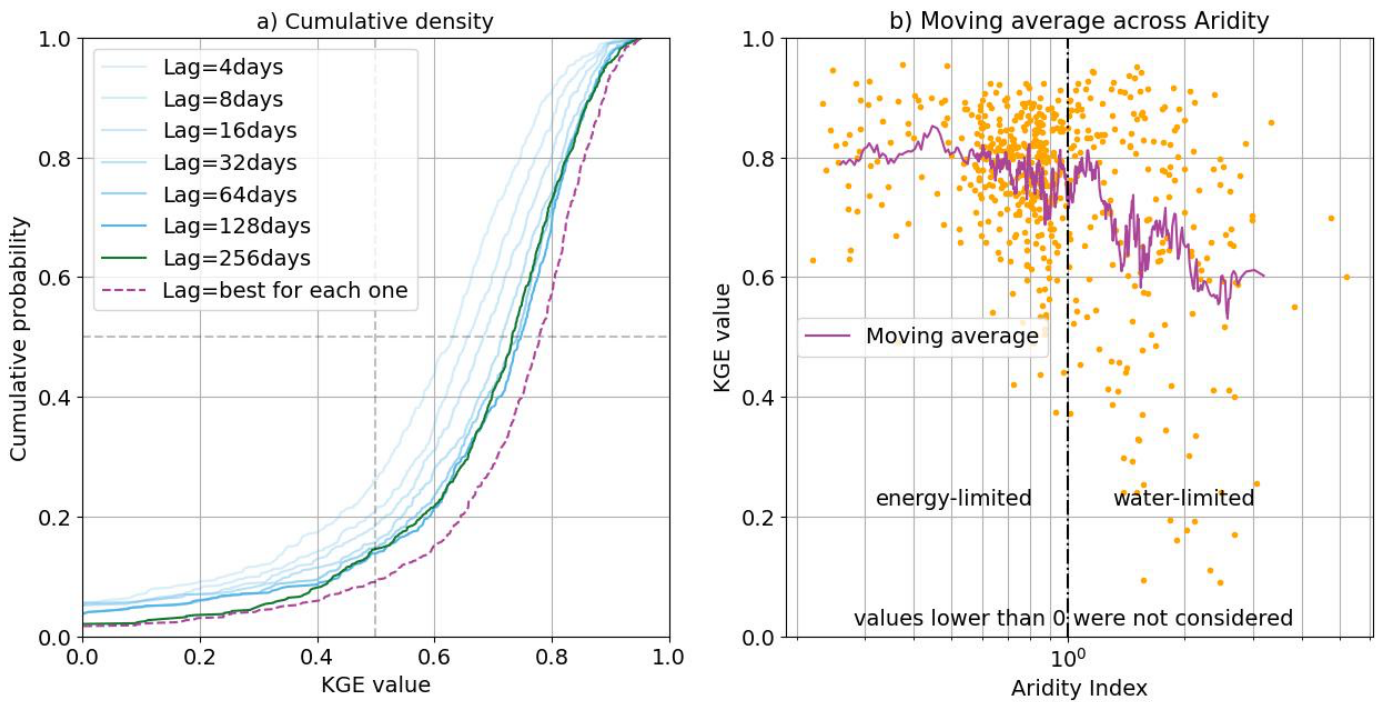 a) Cumulative density
Cumulative probability
1.0
0.8
0.6
0.4
0.2
0.0
Lag=4days
Lag=8days
Lag=16days
Lag=32days
Lag=64days
Lag=128days
Lag=256days
Lag=best for each one
0.0 0.2 0.4 0.6 0.8 1.0
KGE value
b) Moving average across Aridity
KGE value
1.0
0.8
0.6
0.4
0.2
0.0
Moving average
energy-limited water-limited
values lower than 0 were not considered
10⁰
Aridity Index